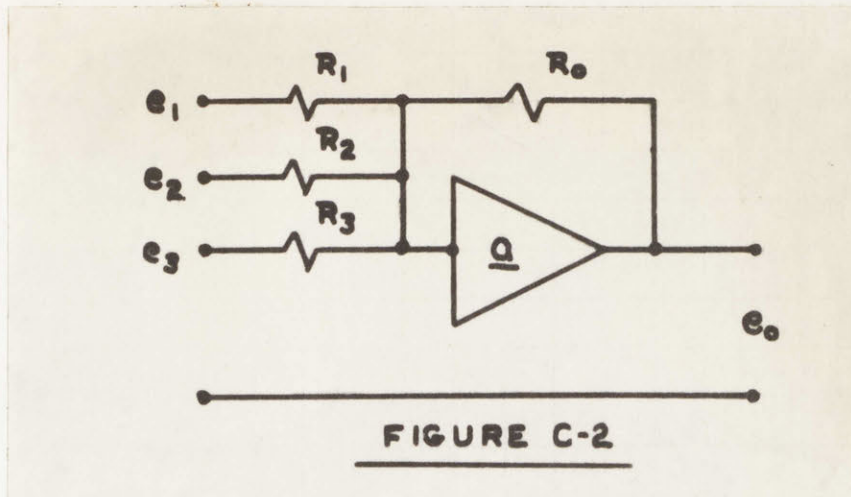 R₁
R₀
e₁
R₂
e₂
R₃
e₃
a
e₀
FIGURE C-2